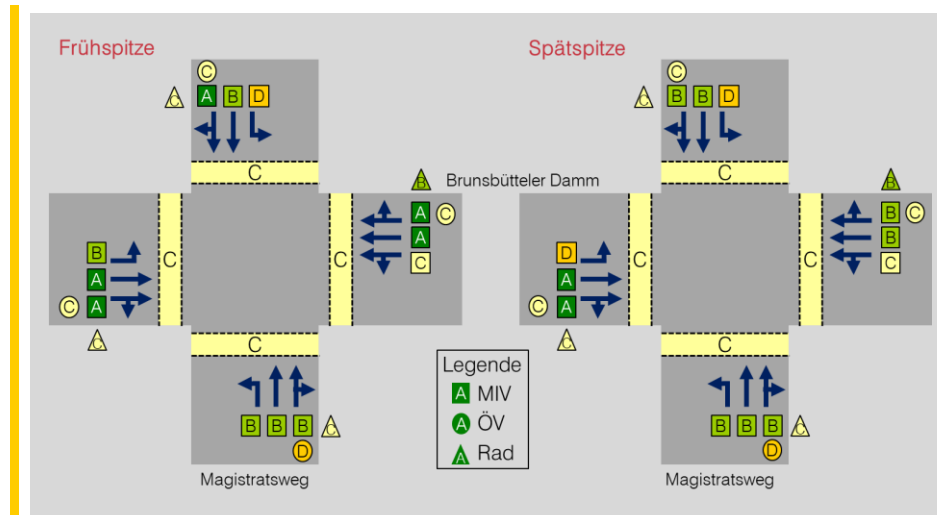 Frühspitze
Spätspitze
C
C
C A B D
C B B D
C
C
B Brunsbütteler Damm
B
A C
B C
B
A
D
B
A
C
C
C
A
C
C
C
C A
C A
C
C
C
C
Legende
A MIV
B B B C
A ÖV
B B B C
D
A Rad
D
Magistratsweg
Magistratsweg